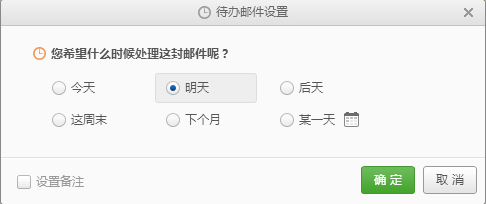 待办邮件设置
您希望什么时候处理这封邮件呢？
今天 明天 后天
这周末 下个月 某一天
设置备注 确定 取消